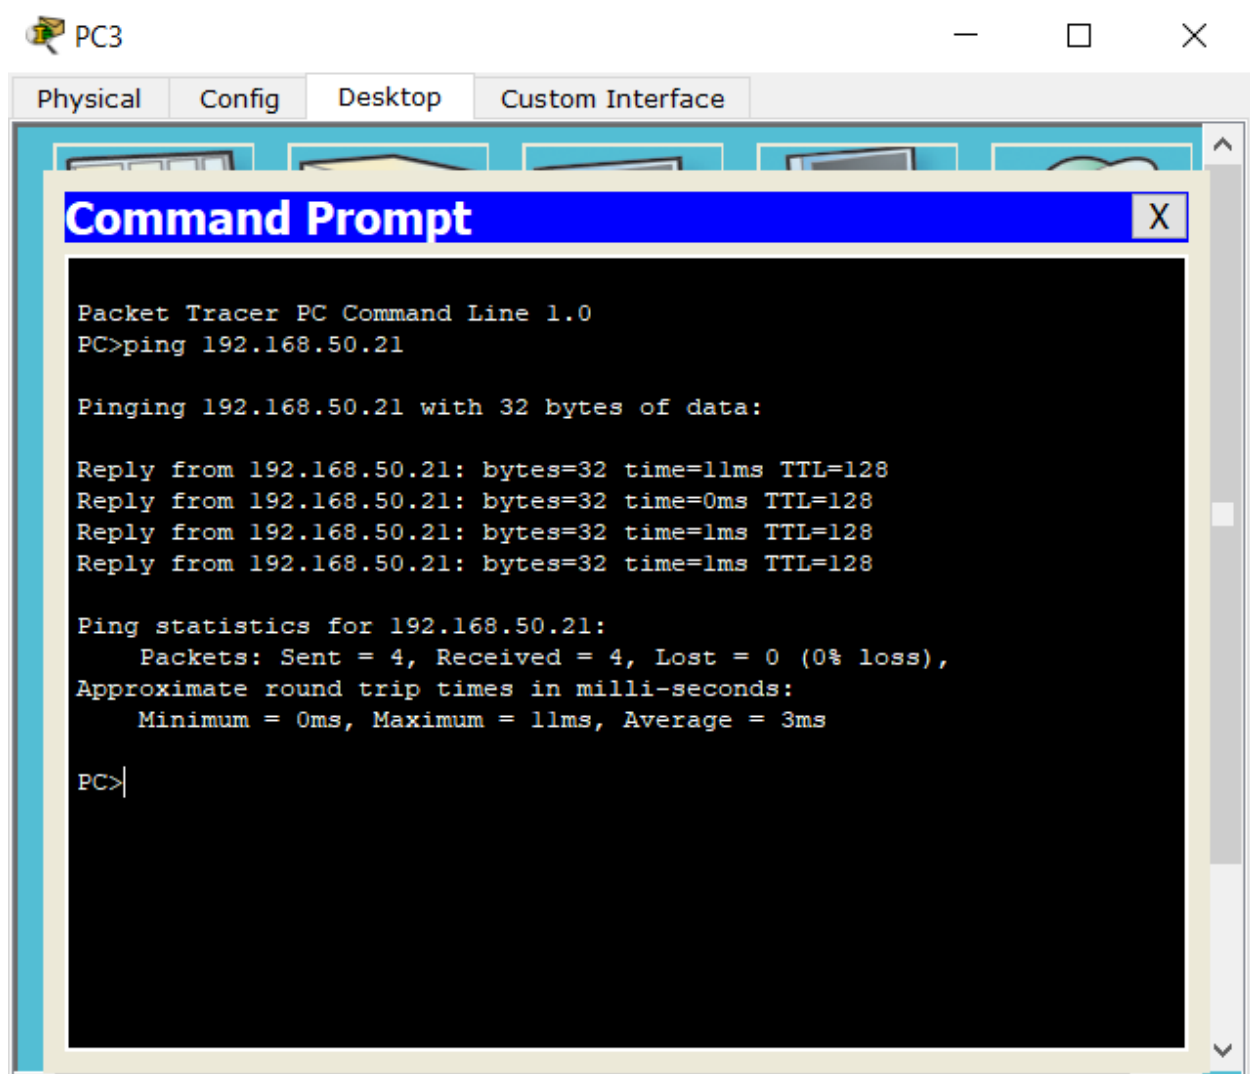 PC3
Physical Config Desktop Custom Interface
Command Prompt X
Packet Tracer PC Command Line 1.0
PC>ping 192.168.50.21
Pinging 192.168.50.21 with 32 bytes of data:
Reply from 192.168.50.21: bytes=32 time=11ms TTL=128
Reply from 192.168.50.21: bytes=32 time=0ms TTL=128
Reply from 192.168.50.21: bytes=32 time=1ms TTL=128
Reply from 192.168.50.21: bytes=32 time=1ms TTL=128
Ping statistics for 192.168.50.21:
Packets: Sent = 4, Received = 4, Lost = 0 (0% loss),
Approximate round trip times in milli-seconds:
Minimum = 0ms, Maximum = 11ms, Average = 3ms
PC>